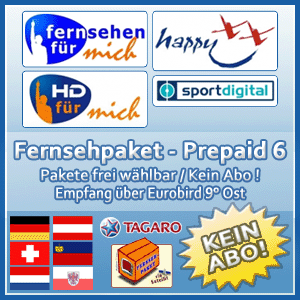 fernsehen
für
mich
happy
HD
für
mich
sportdigital
Fernsehpaket - Prepaid 6
Pakete frei wählbar / Kein Abo !
Empfang über Eurobird 9° Ost
TAGARO
KEIN
ABO!